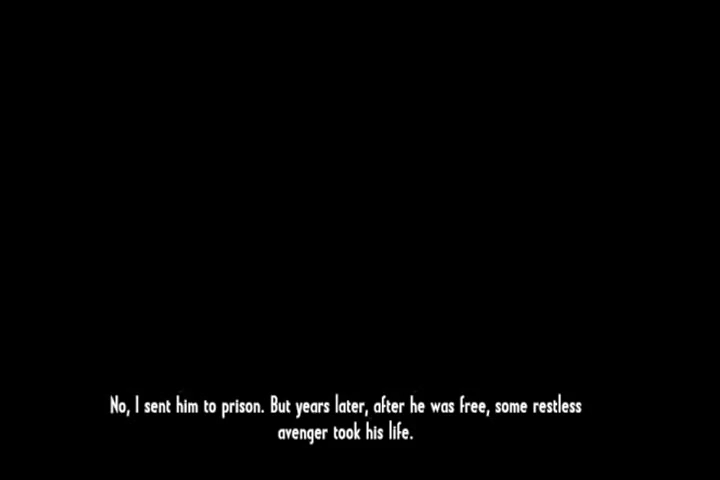 No, I sent him to prison. But years later, after he was free, some restless
avenger took his life.